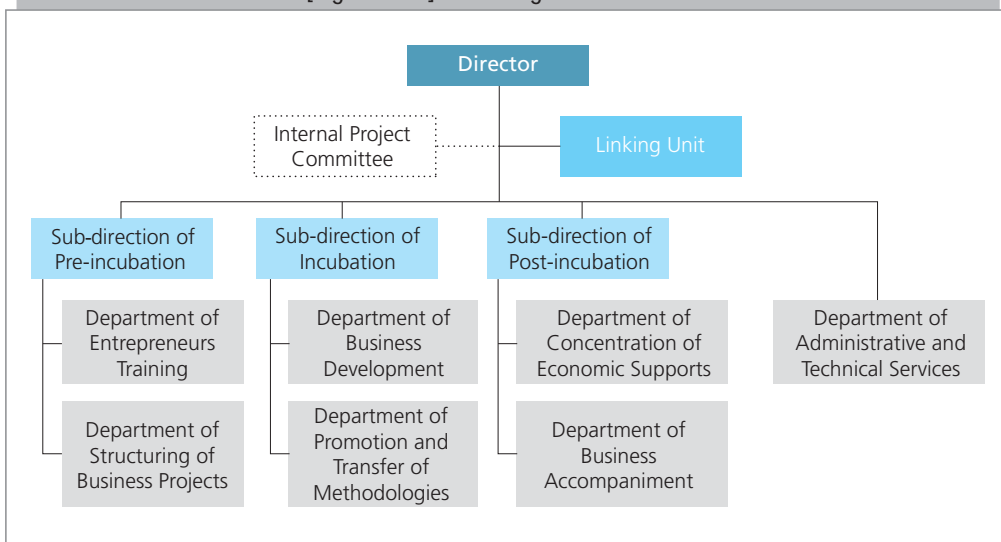 Director
Internal Project
Committee
Linking Unit
Sub-direction of
Pre-incubation
Sub-direction of
Incubation
Sub-direction of
Post-incubation
Department of
Entrepreneurs
Training
Department of
Business
Development
Department of
Concentration of
Economic Supports
Department of
Administrative and
Technical Services
Department of
Structuring of
Business Projects
Department of
Promotion and
Transfer of
Methodologies
Department of
Business
Accompaniment